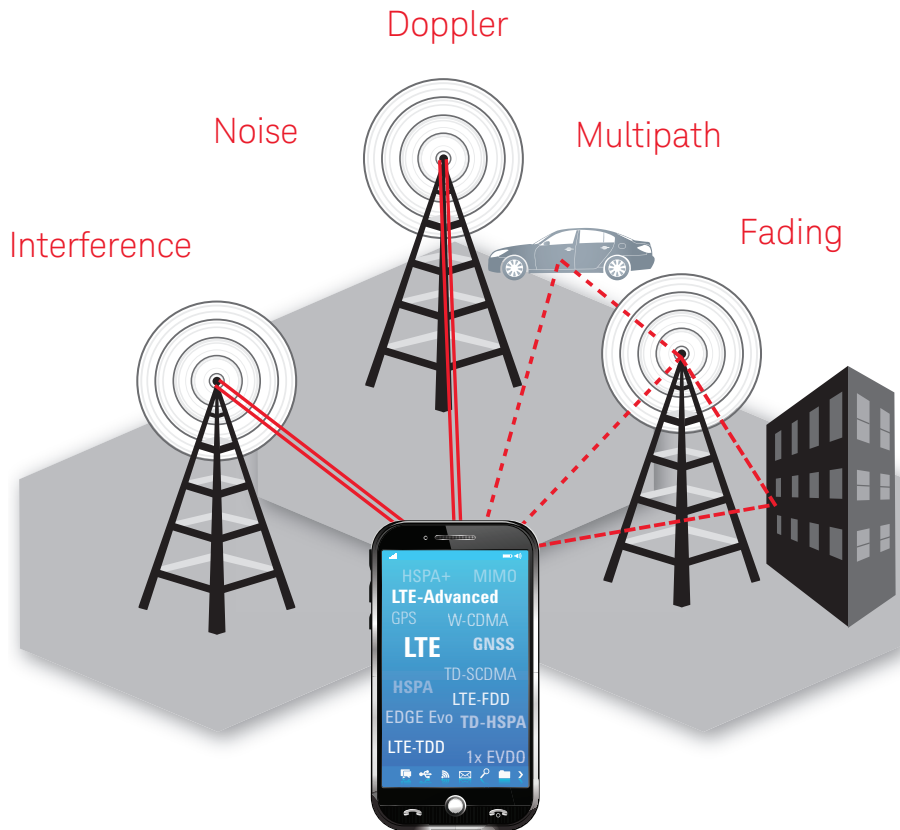 Doppler
Noise
Multipath
Interference
Fading
HSPA+ MIMO
LTE-Advanced
GPS W-CDMA
LTE GNSS
TD-SCDMA
HSPA
LTE-FDD
EDGE Evo TD-HSPA
LTE-TDD
1x EVDO